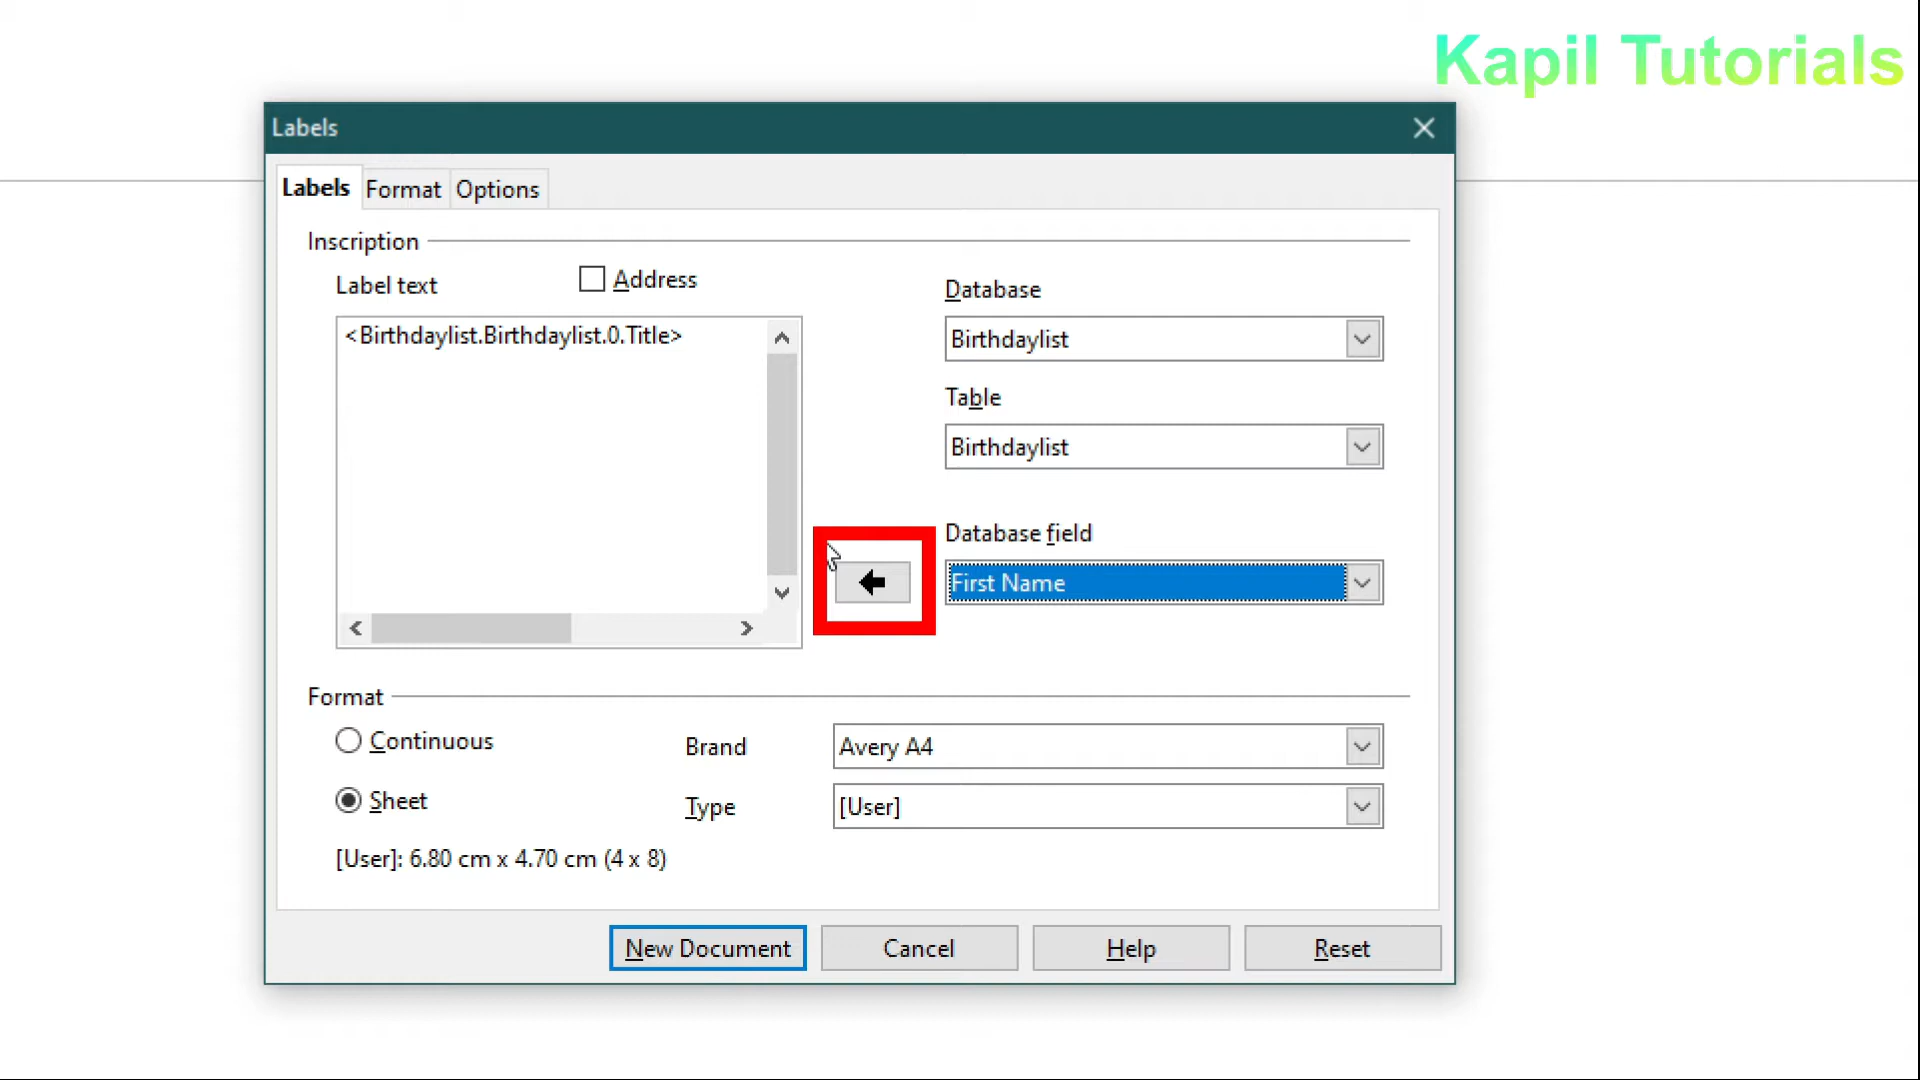 Kapil Tutorials
Labels
Labels Format Options
Inscription
Label text
Address
Database
<Birthdaylist.Birthdaylist.0.Title>
Birthdaylist
Table
Birthdaylist
Database field
First Name
Format
Continuous
Brand
Avery A4
Sheet
Type
[User]
[User]: 6.80 cm x 4.70 cm (4 x 8)
New Document Cancel Help Reset